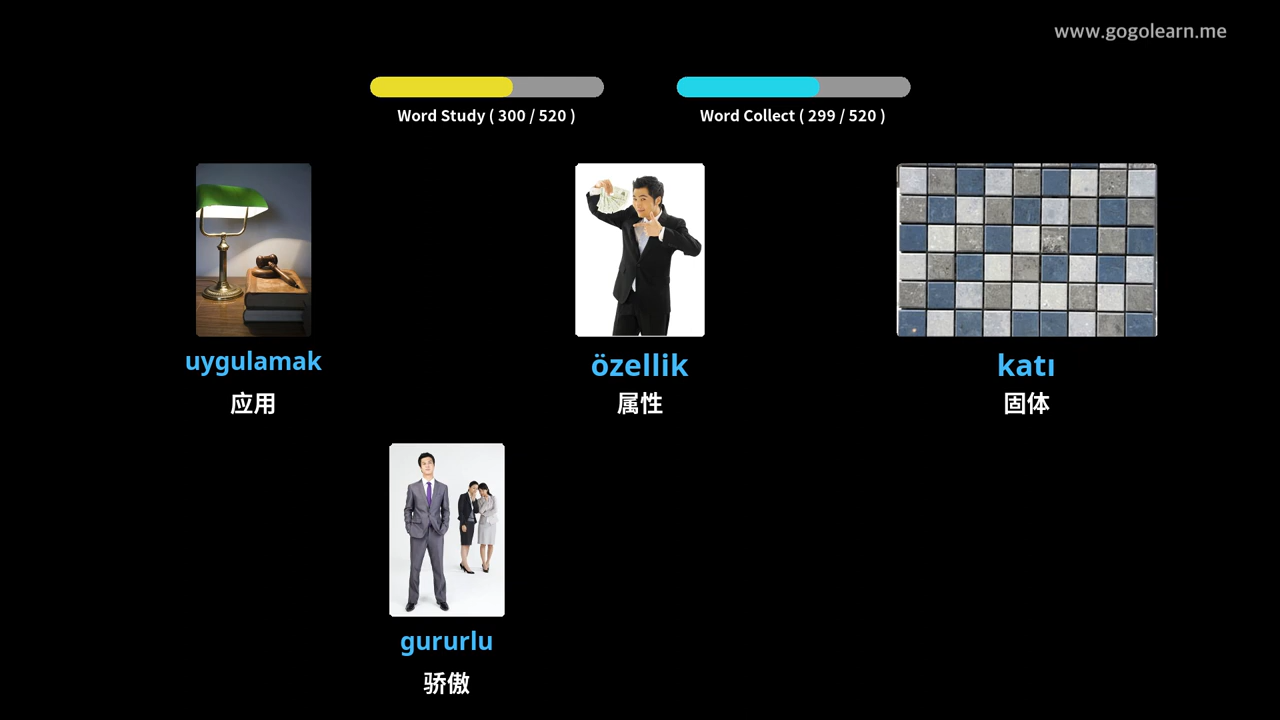 www.gogolearn.me
Word Study ( 300 / 520 )
Word Collect ( 299 / 520 )
uygulamak
应用
özellik
属性
katı
固体
gururlu
骄傲